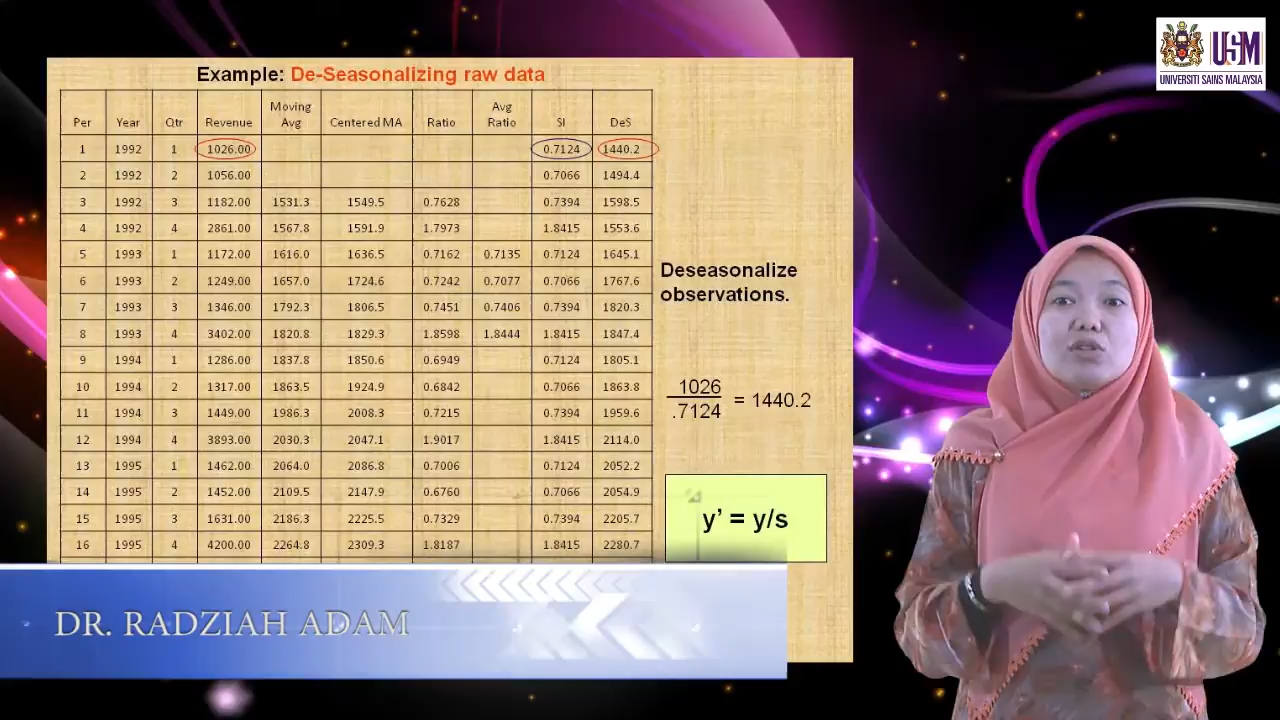 USM
UNIVERSITI SAINS MALAYSIA
Example: De-Seasonalizing raw data
Per Year Qtr Revenue Moving Avg Centered MA Ratio Avg Ratio SI DeS
1 1992 1 1026.00 0.7124 1440.2
2 1992 2 1056.00 0.7066 1494.4
3 1992 3 1182.00 1531.3 1549.5 0.7628 0.7394 1598.5
4 1992 4 2861.00 1567.8 1591.9 1.7973 1.8415 1553.6
5 1993 1 1172.00 1616.0 1636.5 0.7162 0.7135 0.7124 1645.1
6 1993 2 1249.00 1657.0 1724.6 0.7242 0.7077 0.7066 1767.6
7 1993 3 1346.00 1792.3 1806.5 0.7451 0.7406 0.7394 1820.3
8 1993 4 3402.00 1820.8 1829.3 1.8598 1.8444 1.8415 1847.4
9 1994 1 1286.00 1837.8 1850.6 0.6949 0.7124 1805.1
10 1994 2 1317.00 1863.5 1924.9 0.6842 0.7066 1863.8
11 1994 3 1449.00 1986.3 2008.3 0.7215 0.7394 1959.6
12 1994 4 3893.00 2030.3 2047.1 1.9017 1.8415 2114.0
13 1995 1 1462.00 2064.0 2086.8 0.7006 0.7124 2052.2
14 1995 2 1452.00 2109.5 2147.9 0.6760 0.7066 2054.9
15 1995 3 1631.00 2186.3 2225.5 0.7329 0.7394 2205.7
16 1995 4 4200.00 2264.8 2309.3 1.8187 1.8415 2280.7
Deseasonalize
observations.
1026
.7124 = 1440.2
y’ = y/s
DR. RADZIAH ADAM